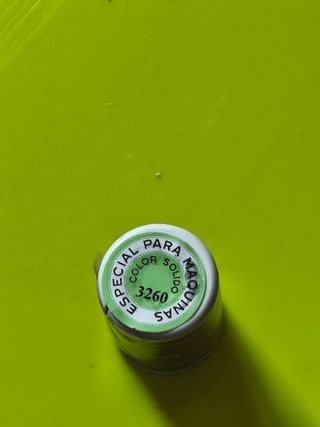 ESPECIAL PARA MAQUINAS
COLOR SOLIDO
3260